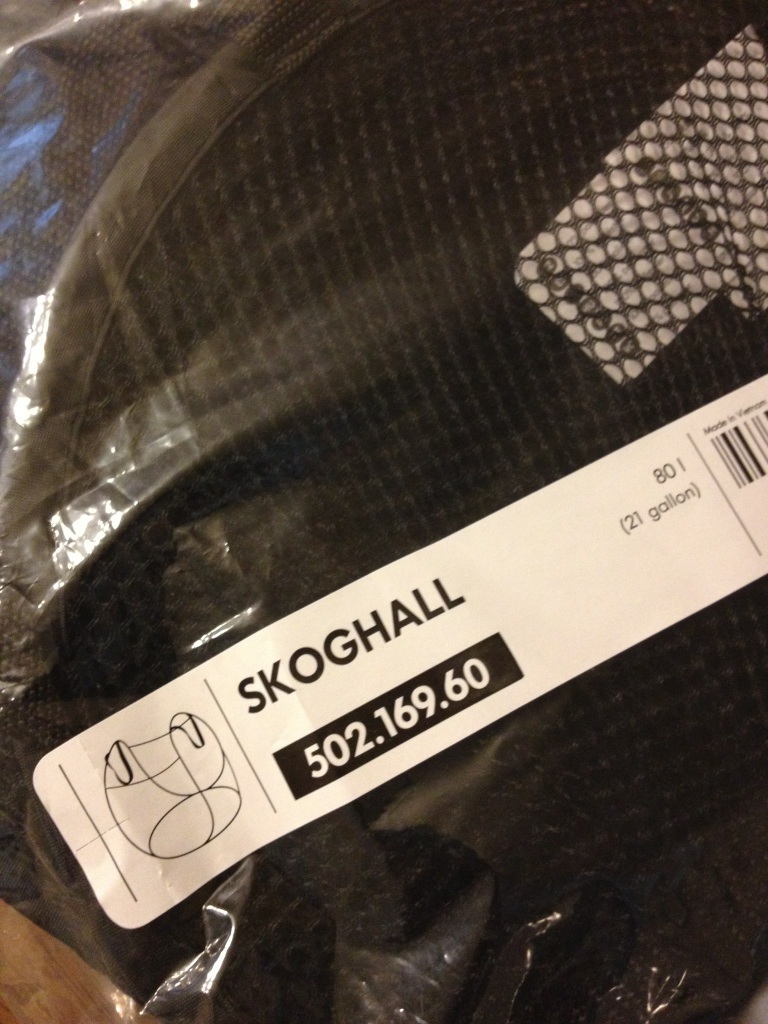 Made in Vietnam
80 l
(21 gallon)
SKOGHALL
502.169.60